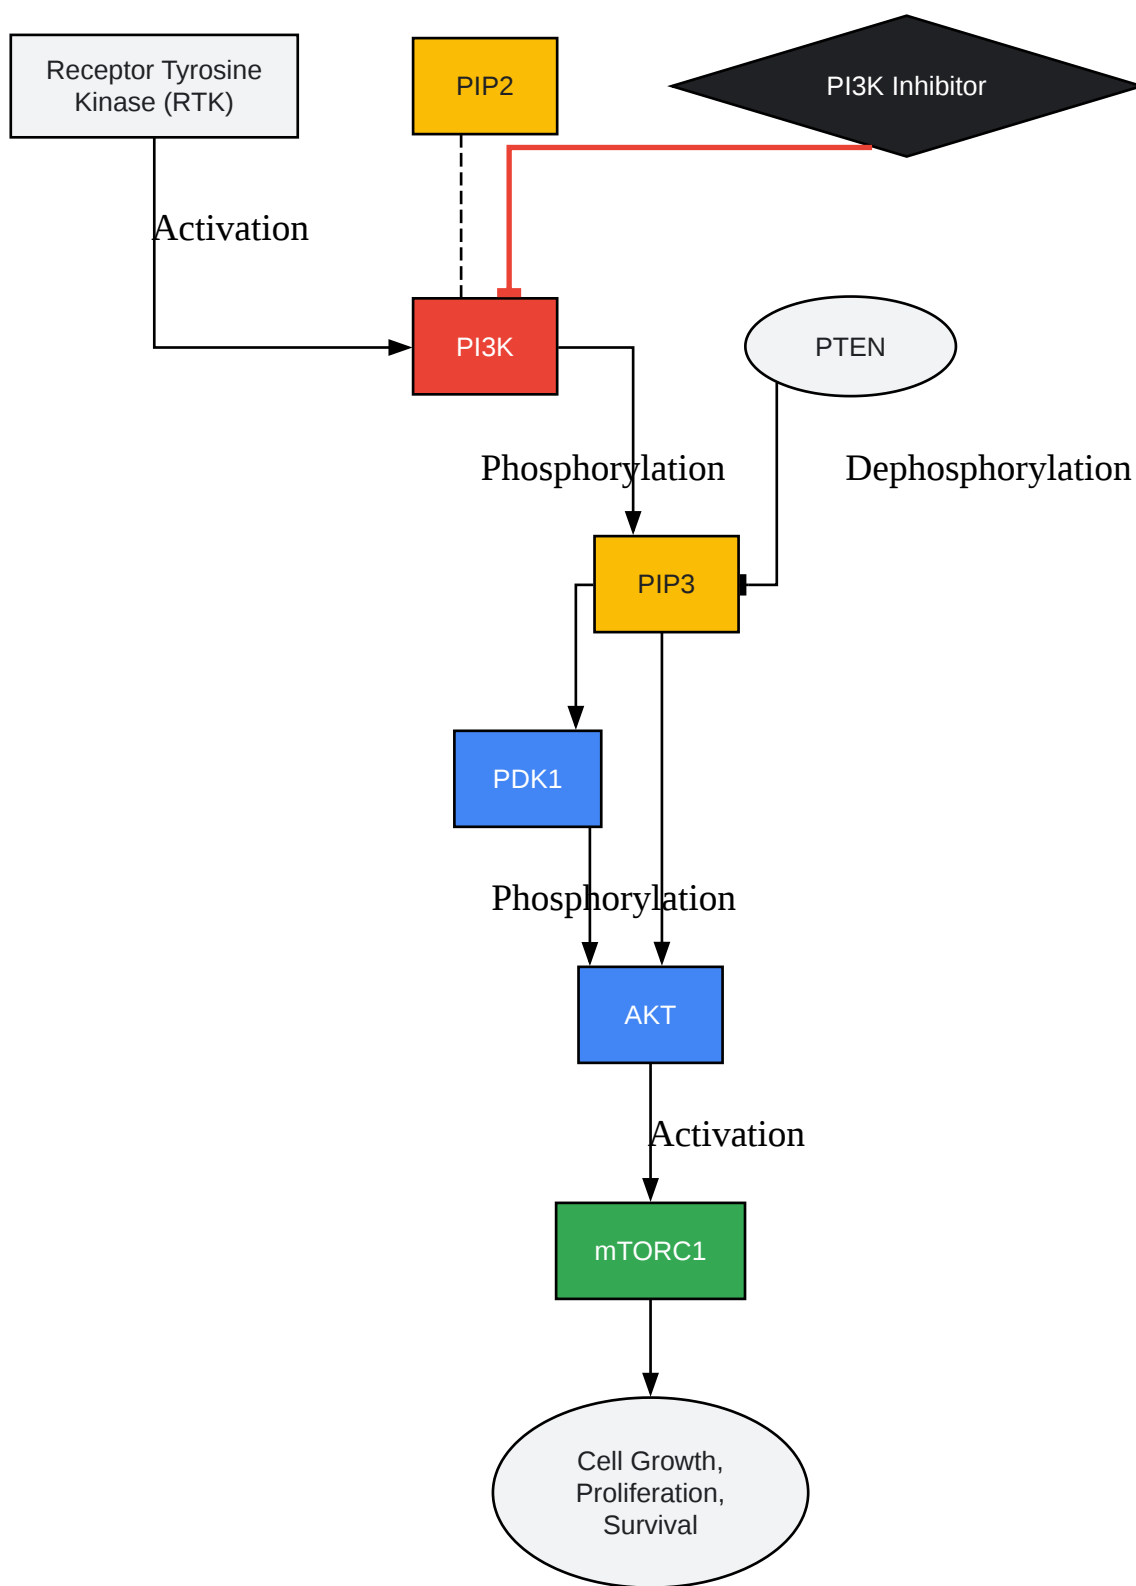 Receptor Tyrosine
Kinase (RTK)
PIP2
PI3K Inhibitor
Activation
PI3K
PTEN
Phosphorylation
Dephosphorylation
PIP3
PDK1
Phosphorylation
AKT
Activation
mTORC1
Cell Growth,
Proliferation,
Survival